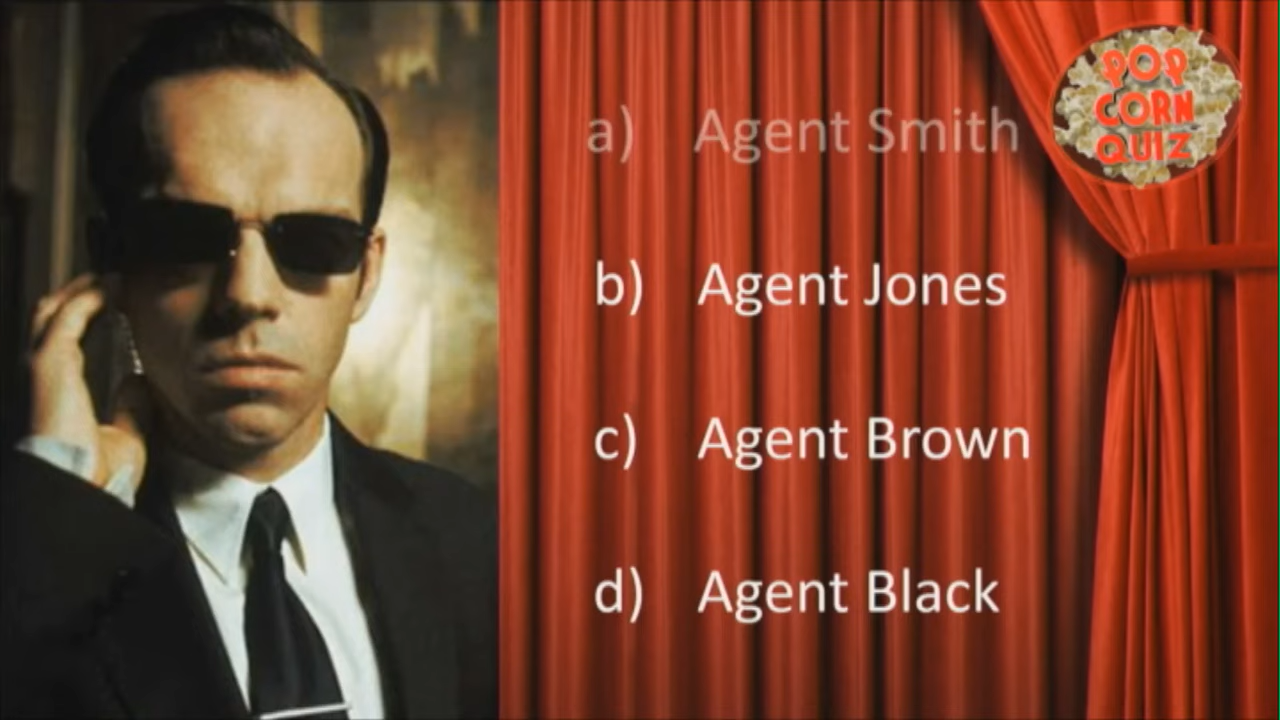 a) Agent Smith
b) Agent Jones
c) Agent Brown
d) Agent Black
POP
CORN
QUIZ